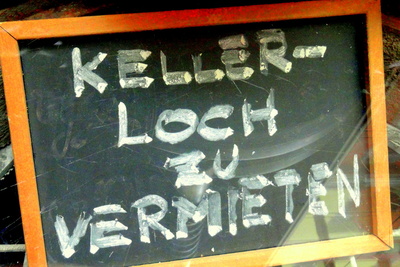 KELLER-
LOCH
ZU
VERMIETEN